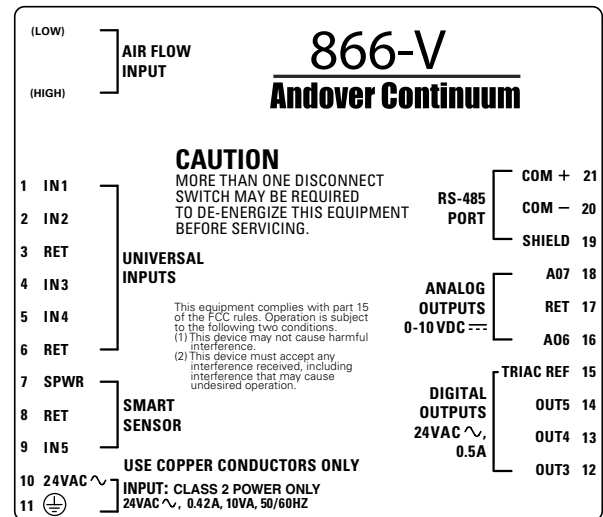 (LOW)
(HIGH)
AIR FLOW
INPUT
866-V
Andover Continuum
CAUTION
MORE THAN ONE DISCONNECT
SWITCH MAY BE REQUIRED
TO DE-ENERGIZE THIS EQUIPMENT
BEFORE SERVICING.
1 IN1
2 IN2
3 RET
4 IN3
5 IN4
6 RET
UNIVERSAL
INPUTS
7 SPWR
8 RET
9 IN5
SMART
SENSOR
This equipment complies with part 15
of the FCC rules. Operation is subject
to the following two conditions.
(1) This device may not cause harmful
interference.
(2) This device must accept any
interference received, including
interference that may cause
undesired operation.
USE COPPER CONDUCTORS ONLY
10 24VAC ∿
11 ⏚
INPUT: CLASS 2 POWER ONLY
24VAC ∿, 0.42A, 10VA, 50/60HZ
RS-485
PORT
COM + 21
COM – 20
SHIELD 19
ANALOG
OUTPUTS
0-10 VDC ⎓
A07 18
RET 17
AO6 16
DIGITAL
OUTPUTS
24VAC ∿,
0.5A
TRIAC REF 15
OUT5 14
OUT4 13
OUT3 12